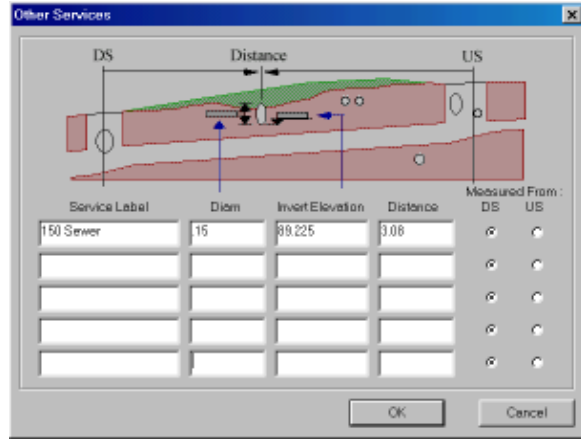 Other Services
DS Distance US
Measured From :
Service Label Diam Invert Elevation Distance DS US
150 Sewer .15 89.225 3.08
OK Cancel